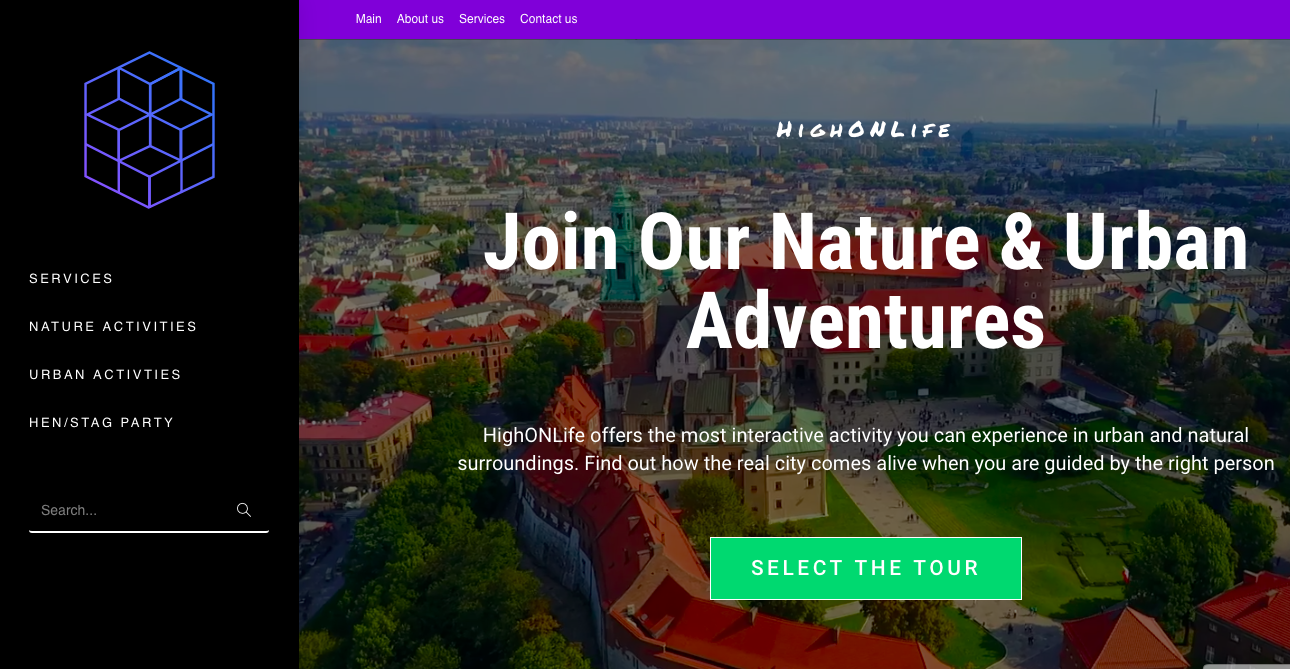 Main About us Services Contact us
SERVICES
NATURE ACTIVITIES
URBAN ACTIVTIES
HEN/STAG PARTY
Search...
HighONLife
Join Our Nature & Urban
Adventures
HighONLife offers the most interactive activity you can experience in urban and natural
surroundings. Find out how the real city comes alive when you are guided by the right person
SELECT THE TOUR